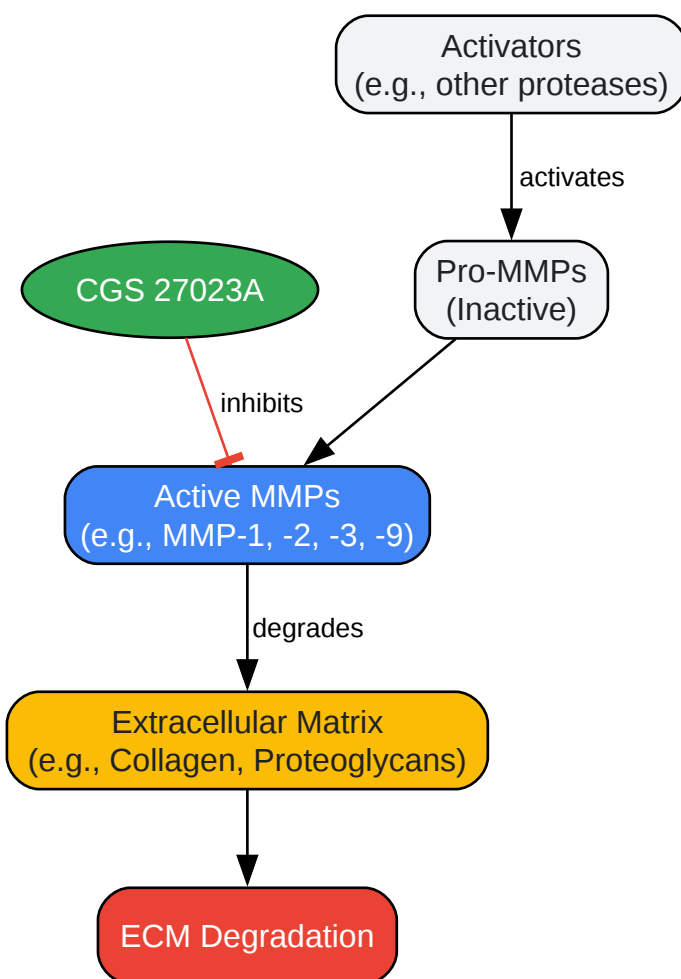 Activators
(e.g., other proteases)
activates
CGS 27023A
Pro-MMPs
(Inactive)
inhibits
Active MMPs
(e.g., MMP-1, -2, -3, -9)
degrades
Extracellular Matrix
(e.g., Collagen, Proteoglycans)
ECM Degradation